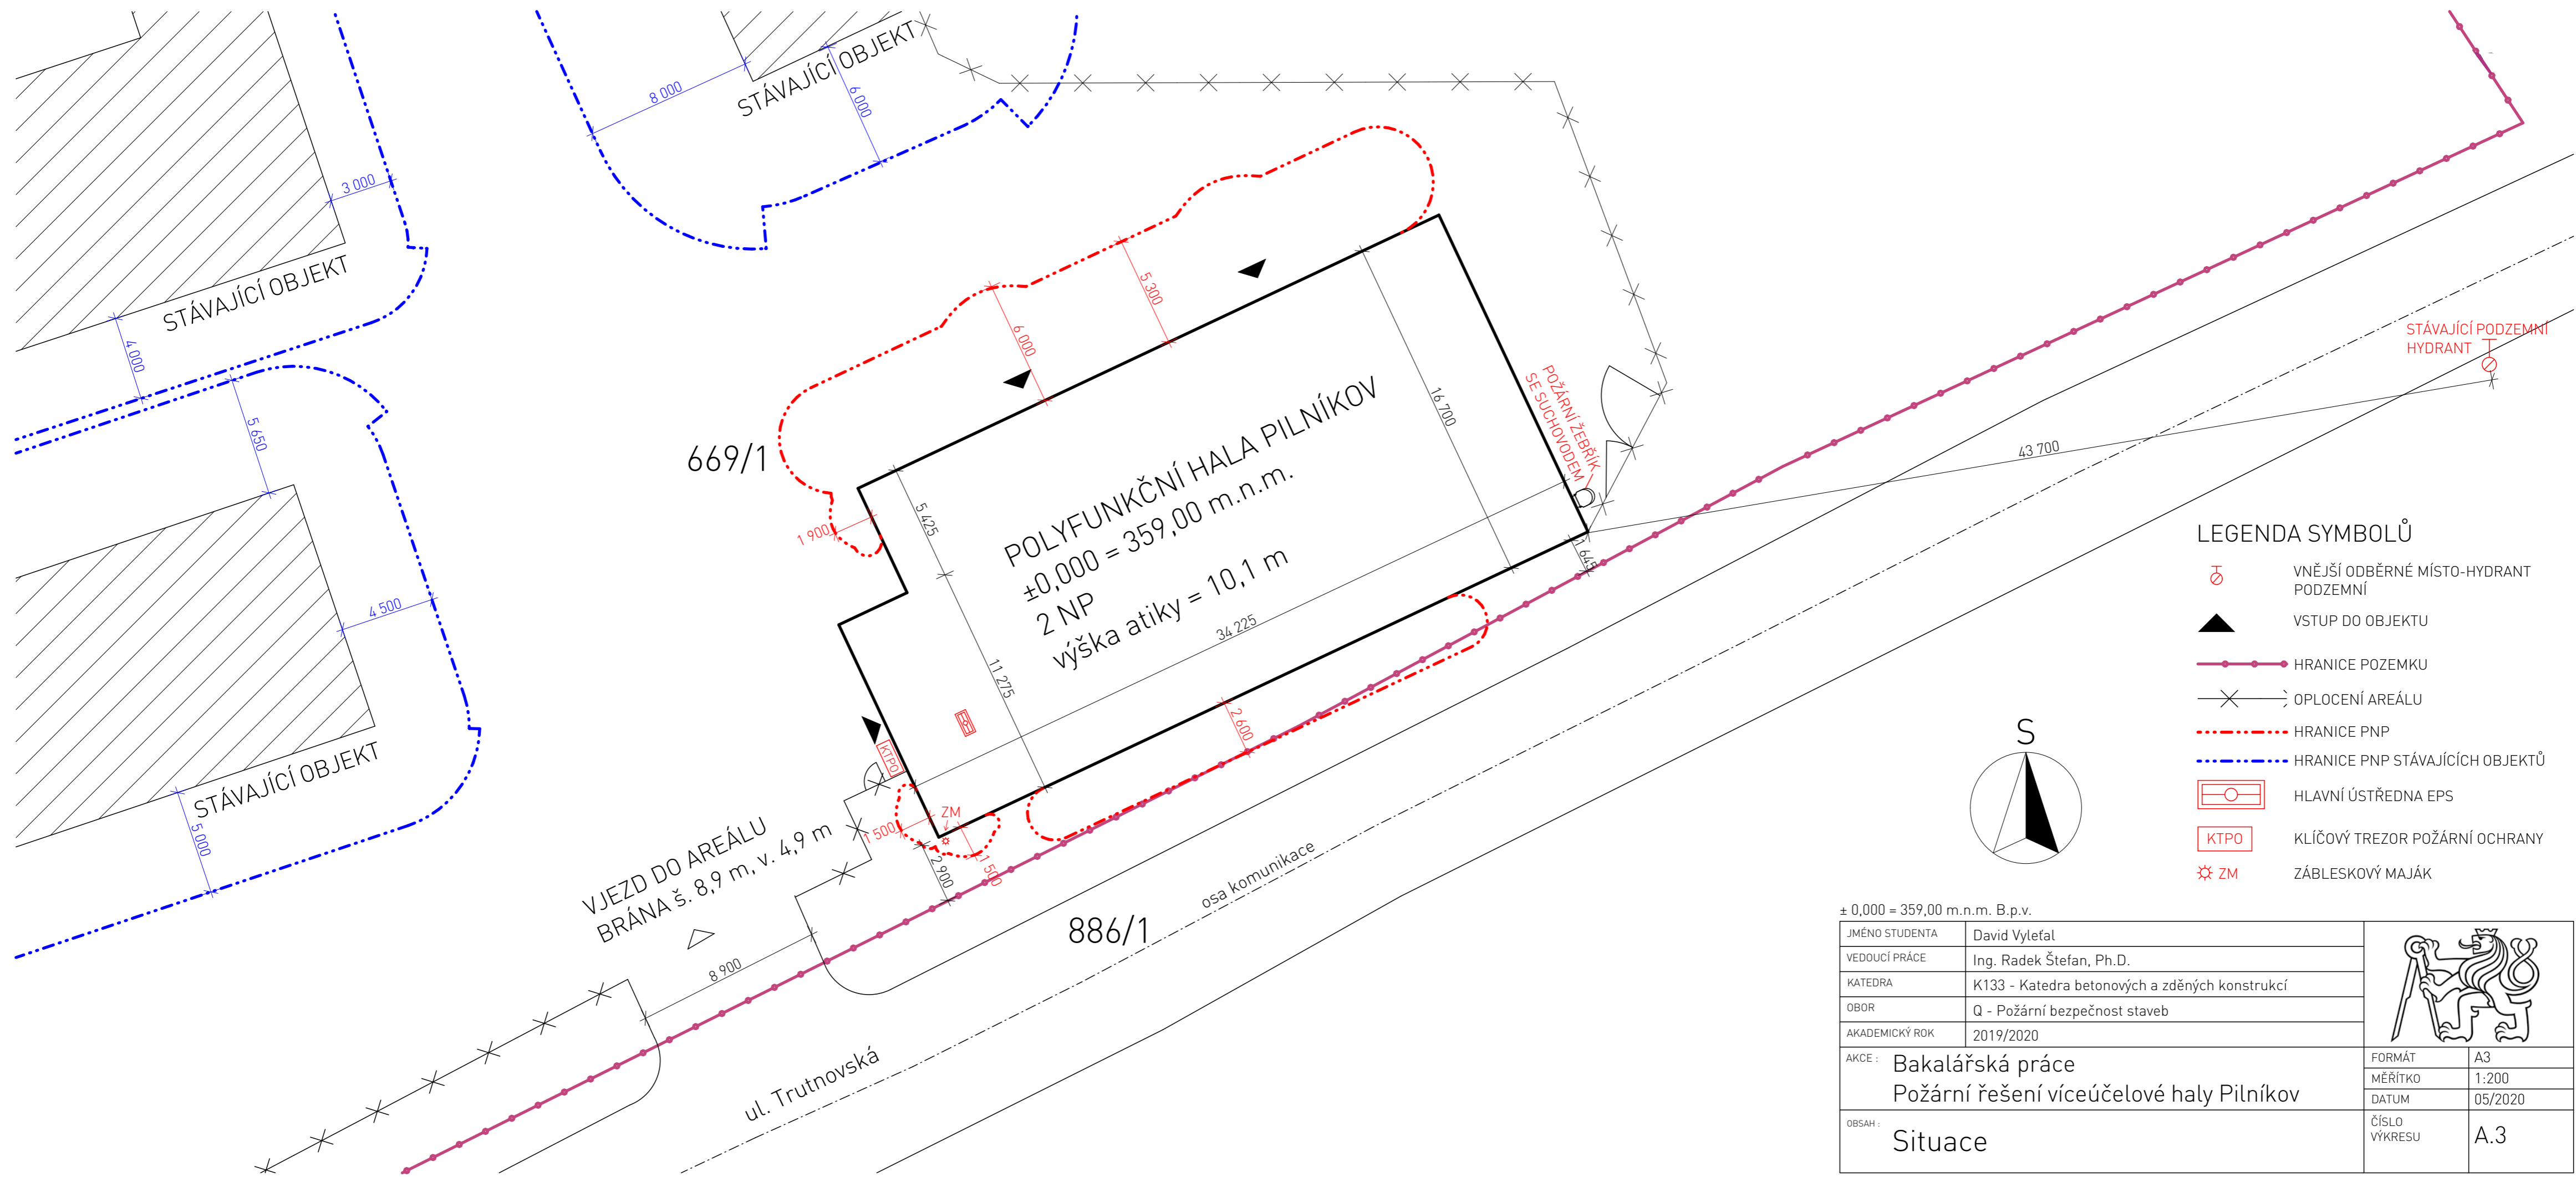 STÁVAJÍCÍ OBJEKT
8 000
6 000
3 000
STÁVAJÍCÍ OBJEKT
4 000
5 650
4 500
STÁVAJÍCÍ OBJEKT
5 000
669/1
5 300
6 000
1 900
5 425
16 700
11 275
34 225
POLYFUNKČNÍ HALA PILNÍKOV
±0,000 = 359,00 m.n.m.
2 NP
výška atiky = 10,1 m
POŽÁRNÍ ŽEBŘÍK
SE SUCHOVODEM
1 645
43 700
STÁVAJÍCÍ PODZEMNÍ
HYDRANT
2 600
KTPO
ZM
1 500
1 500
2 900
VJEZD DO AREÁLU
BRÁNA š. 8,9 m, v. 4,9 m
8 900
886/1
osa komunikace
ul. Trutnovská
S
LEGENDA SYMBOLŮ
VNĚJŠÍ ODBĚRNÉ MÍSTO-HYDRANT
PODZEMNÍ
VSTUP DO OBJEKTU
HRANICE POZEMKU
OPLOCENÍ AREÁLU
HRANICE PNP
HRANICE PNP STÁVAJÍCÍCH OBJEKTŮ
HLAVNÍ ÚSTŘEDNA EPS
KTPO KLÍČOVÝ TREZOR POŽÁRNÍ OCHRANY
ZM ZÁBLESKOVÝ MAJÁK
± 0,000 = 359,00 m.n.m. B.p.v.
JMÉNO STUDENTA David Vyleťal
VEDOUCÍ PRÁCE Ing. Radek Štefan, Ph.D.
KATEDRA K133 - Katedra betonových a zděných konstrukcí
OBOR Q - Požární bezpečnost staveb
AKADEMICKÝ ROK 2019/2020
AKCE : Bakalářská práce
Požární řešení víceúčelové haly Pilníkov
FORMÁT A3
MĚŘÍTKO 1:200
DATUM 05/2020
OBSAH : Situace
ČÍSLO
VÝKRESU A.3